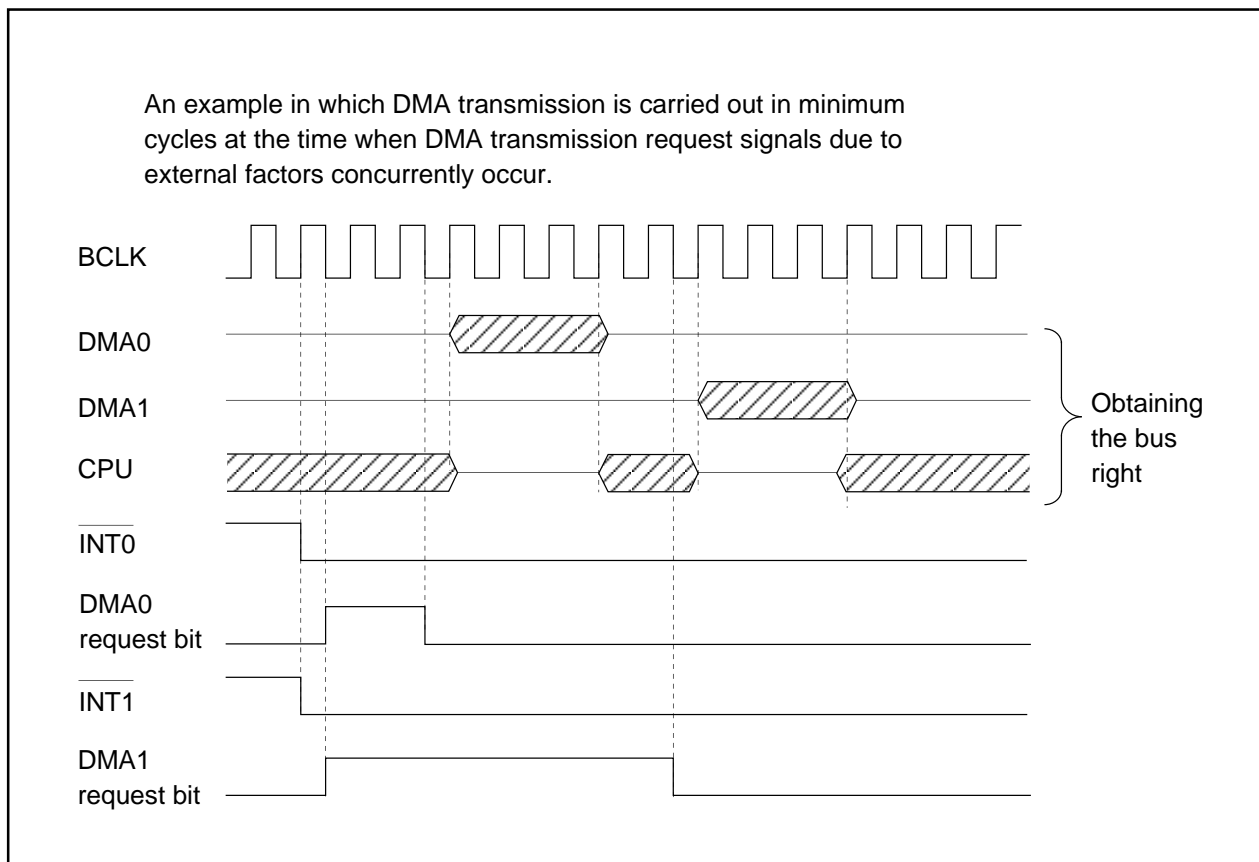 An example in which DMA transmission is carried out in minimum
cycles at the time when DMA transmission request signals due to
external factors concurrently occur.
BCLK
DMA0
DMA1
CPU
Obtaining
the bus
right
INT0
DMA0
request bit
INT1
DMA1
request bit